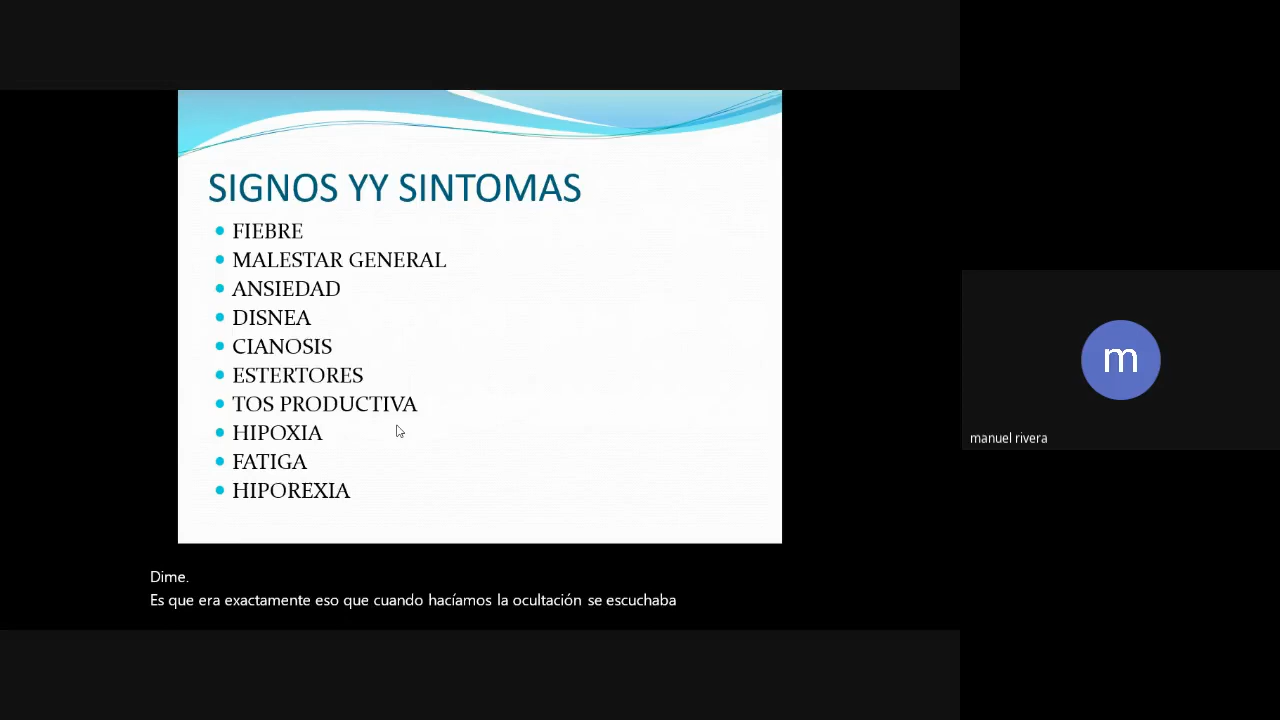 SIGNOS YY SINTOMAS
FIEBRE
MALESTAR GENERAL
ANSIEDAD
DISNEA
CIANOSIS
ESTERTORES
TOS PRODUCTIVA
HIPOXIA
FATIGA
HIPOREXIA
m
manuel rivera
Dime.
Es que era exactamente eso que cuando hacíamos la ocultación se escuchaba